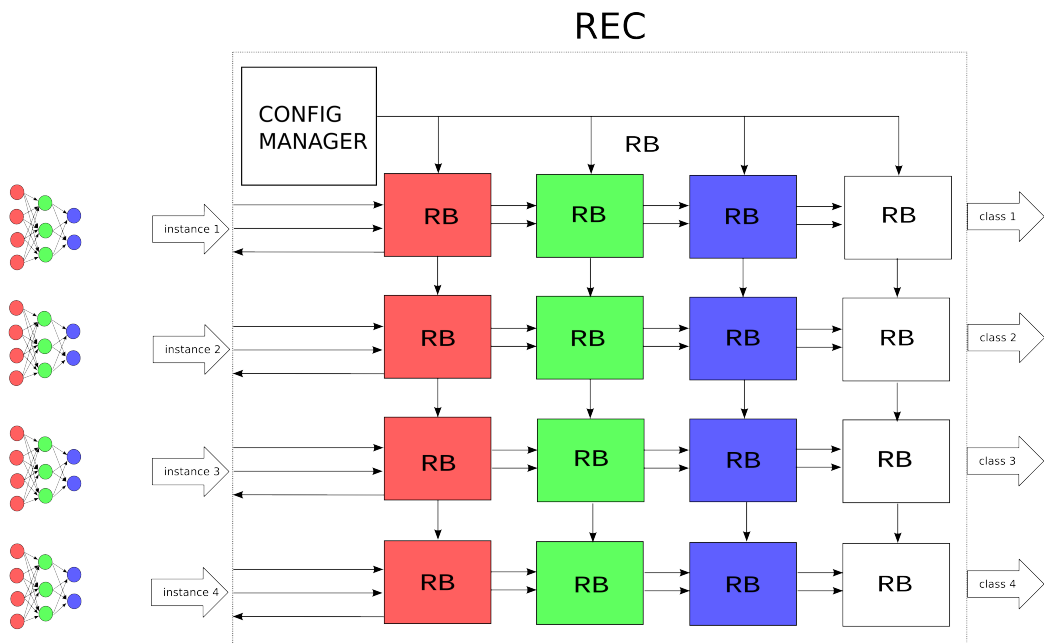 REC
CONFIG
MANAGER
RB
instance 1
RB
RB
RB
RB
class 1
instance 2
RB
RB
RB
RB
class 2
instance 3
RB
RB
RB
RB
class 3
instance 4
RB
RB
RB
RB
class 4